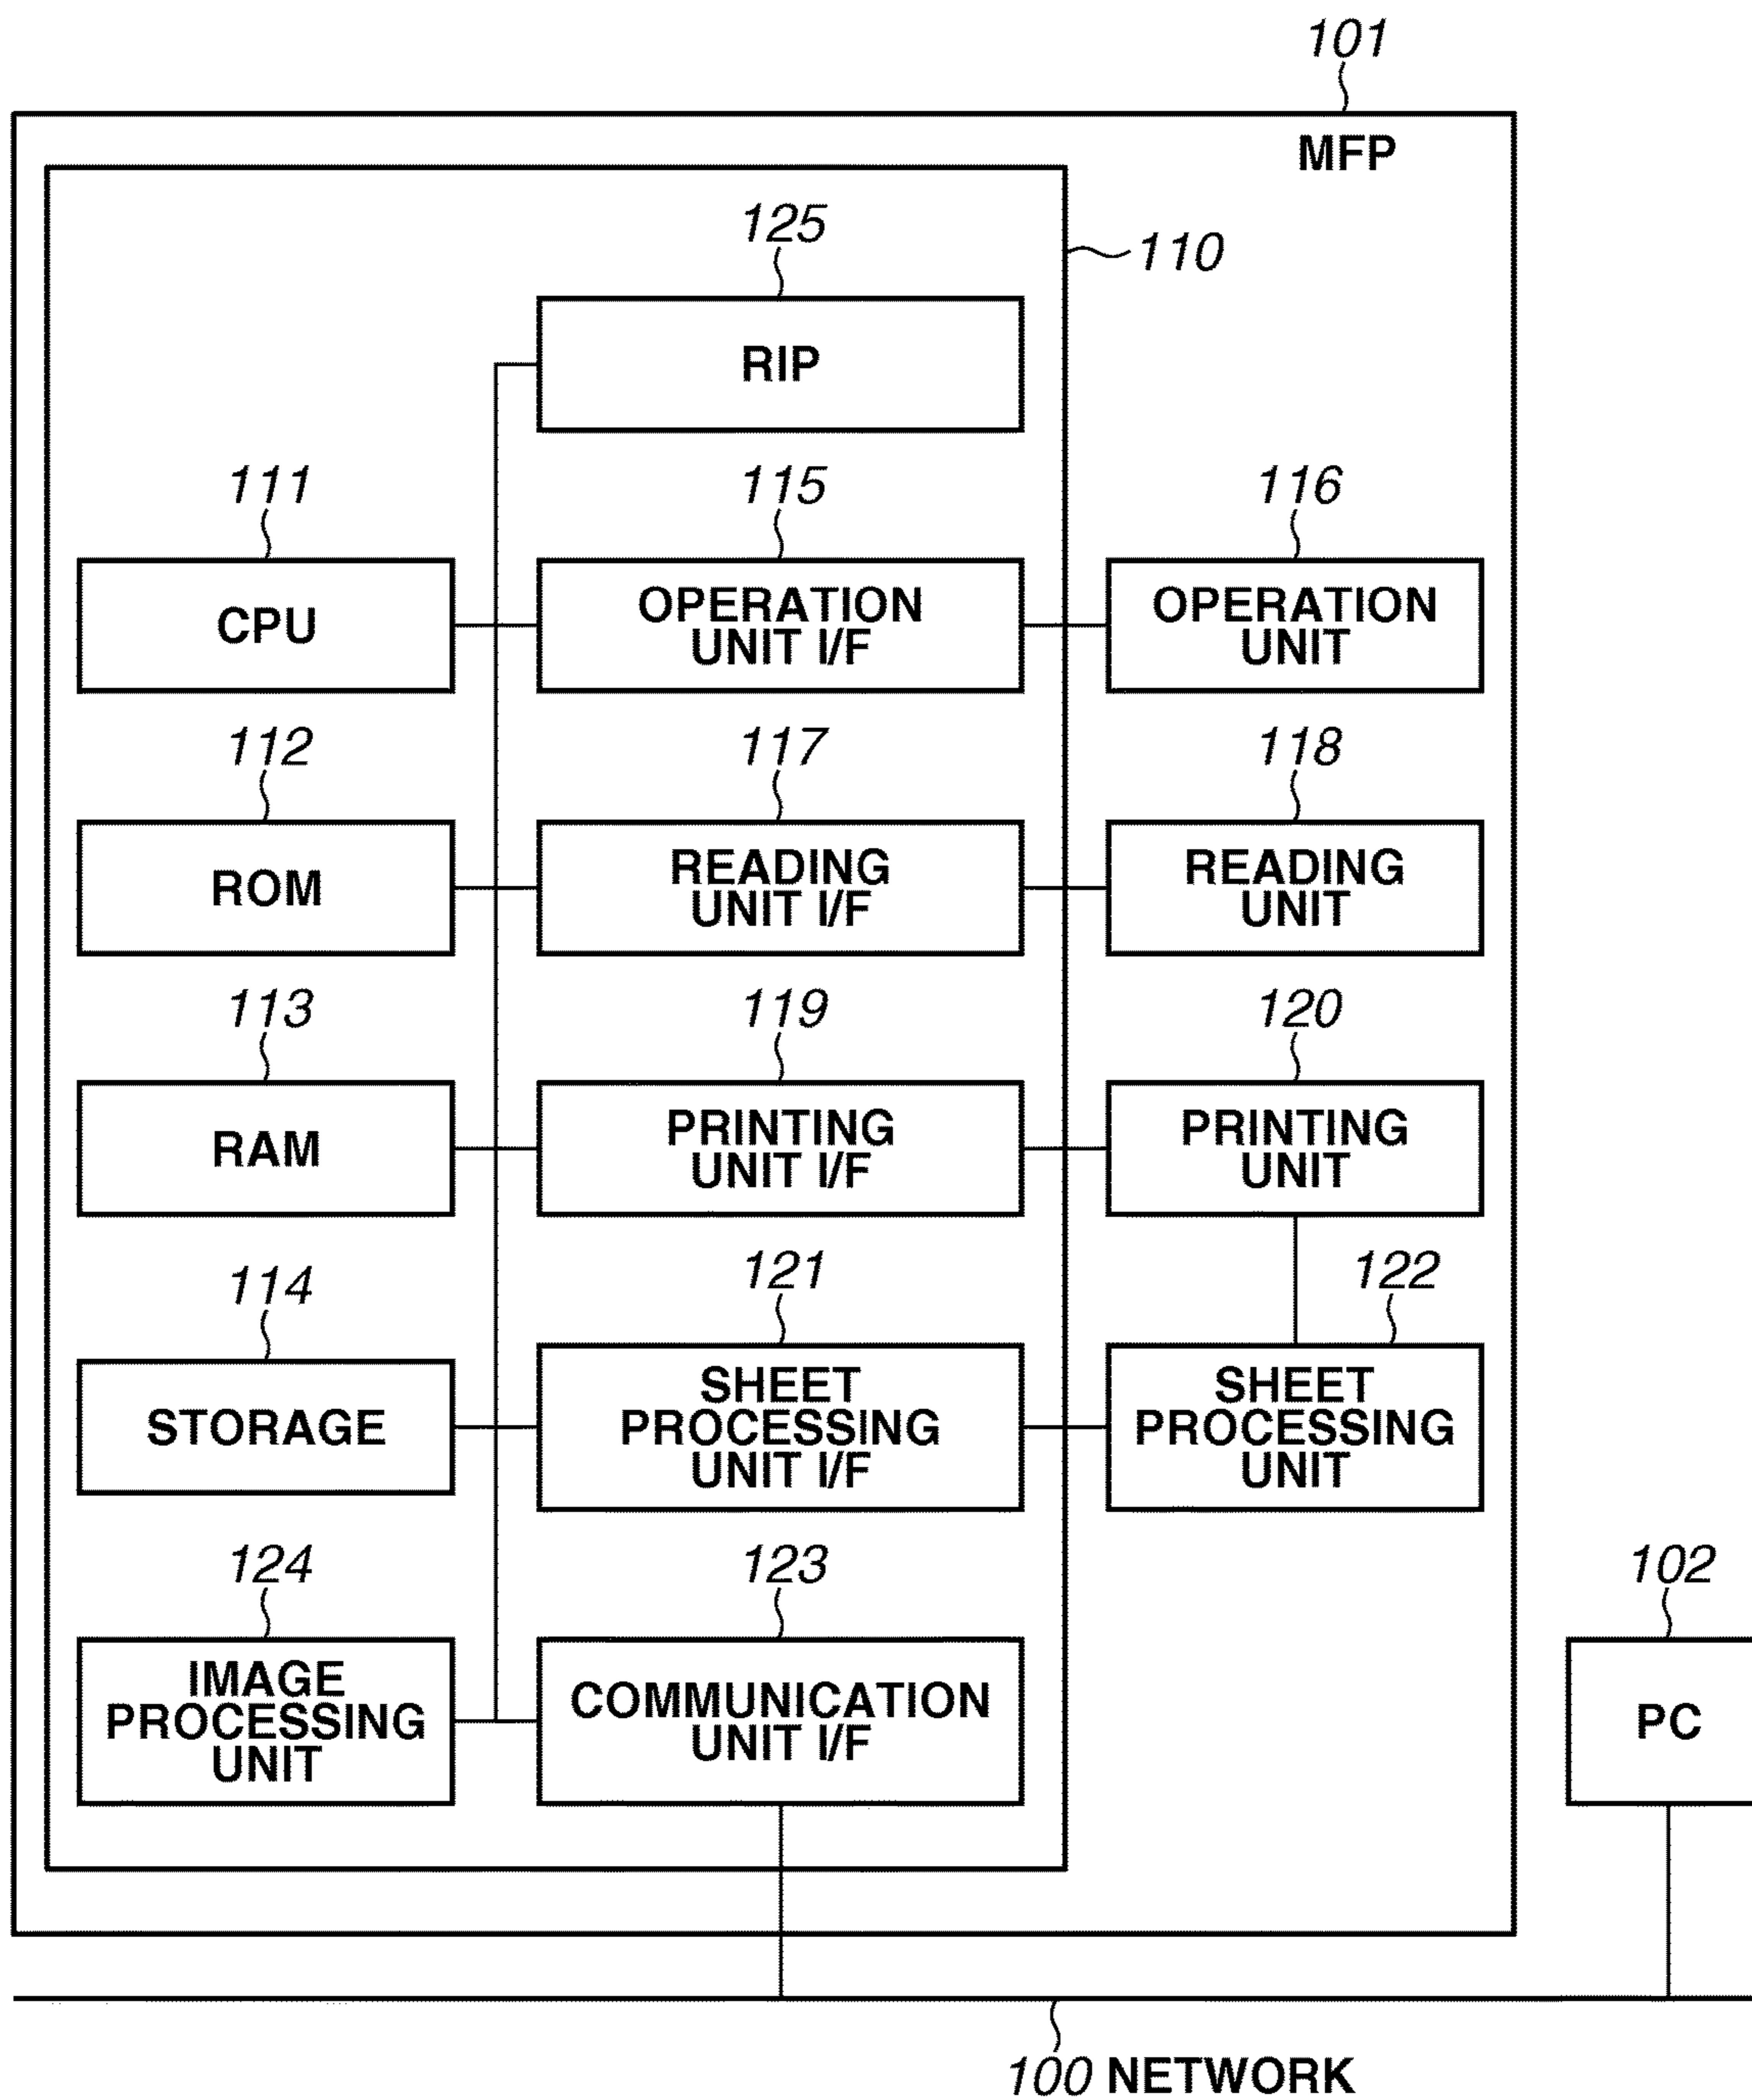 101
MFP
125
110
RIP
111
115
116
CPU
OPERATION
UNIT I/F
OPERATION
UNIT
112
117
118
ROM
READING
UNIT I/F
READING
UNIT
113
119
120
RAM
PRINTING
UNIT I/F
PRINTING
UNIT
114
121
122
STORAGE
SHEET
PROCESSING
UNIT I/F
SHEET
PROCESSING
UNIT
124
123
102
IMAGE
PROCESSING
UNIT
COMMUNICATION
UNIT I/F
PC
100 NETWORK